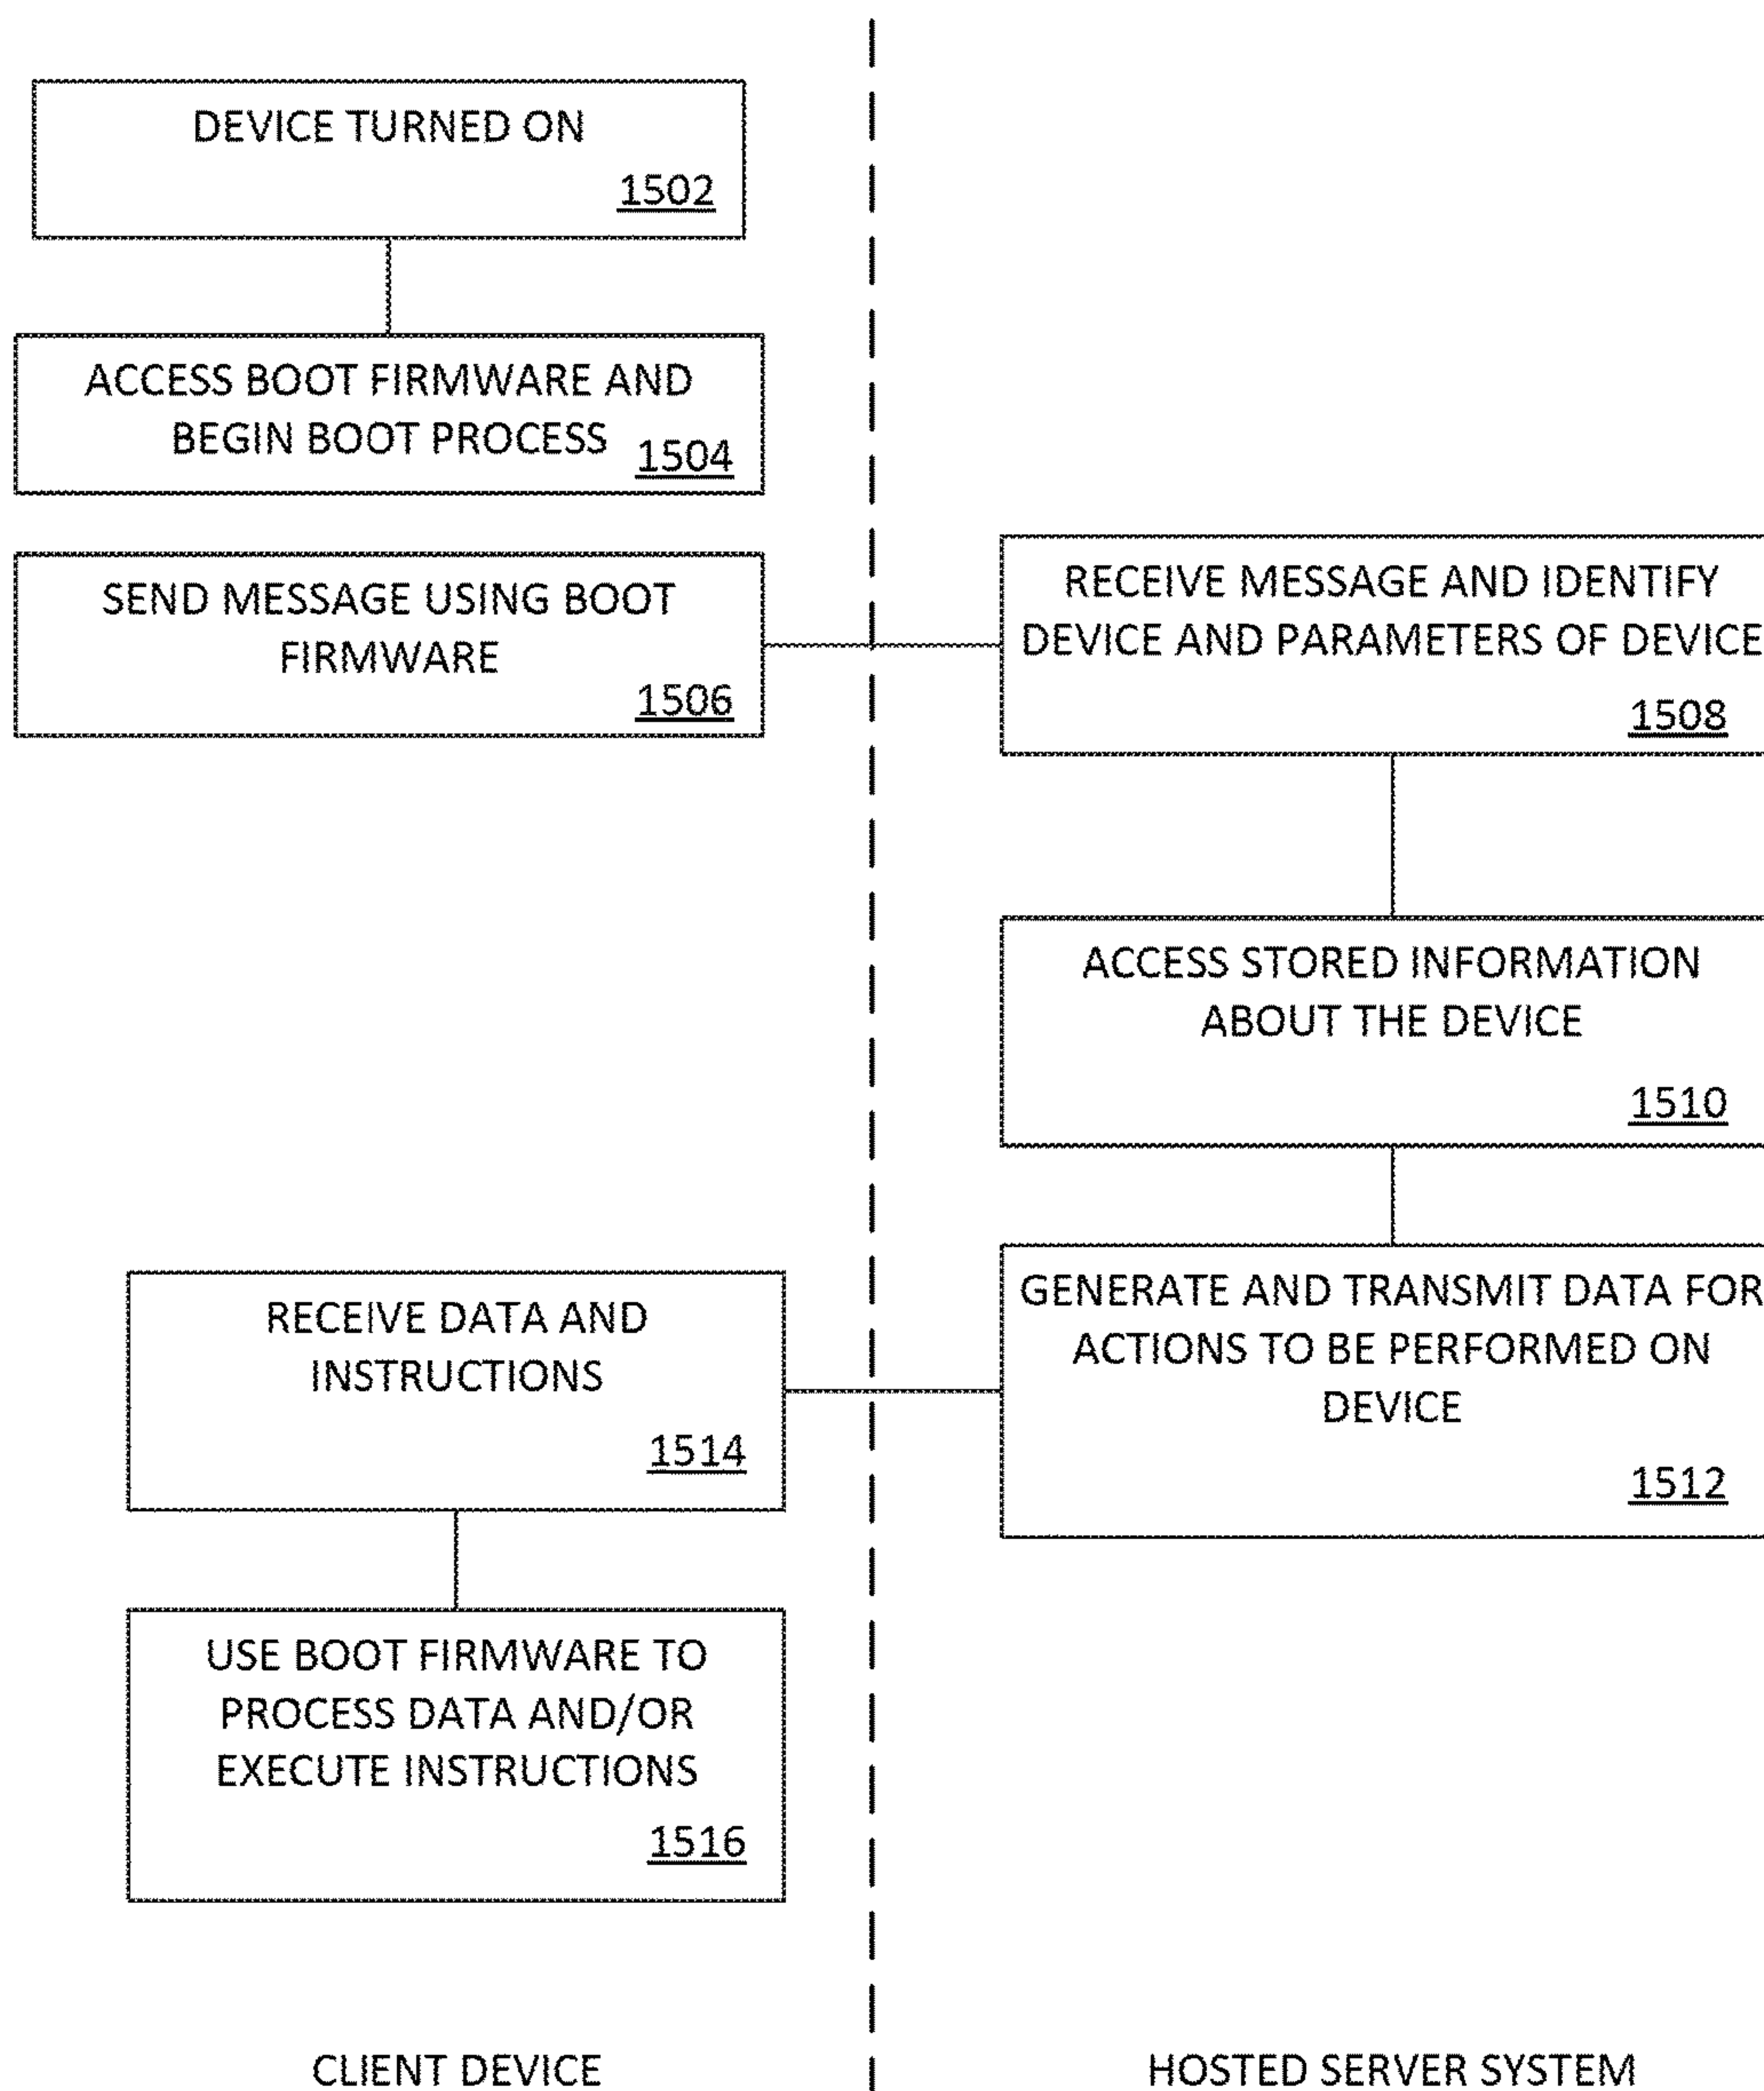 DEVICE TURNED ON
1502
ACCESS BOOT FIRMWARE AND
BEGIN BOOT PROCESS
1504
SEND MESSAGE USING BOOT
FIRMWARE
1506
RECEIVE MESSAGE AND IDENTIFY
DEVICE AND PARAMETERS OF DEVICE
1508
ACCESS STORED INFORMATION
ABOUT THE DEVICE
1510
GENERATE AND TRANSMIT DATA FOR
ACTIONS TO BE PERFORMED ON
DEVICE
1512
RECEIVE DATA AND
INSTRUCTIONS
1514
USE BOOT FIRMWARE TO
PROCESS DATA AND/OR
EXECUTE INSTRUCTIONS
1516
CLIENT DEVICE
HOSTED SERVER SYSTEM